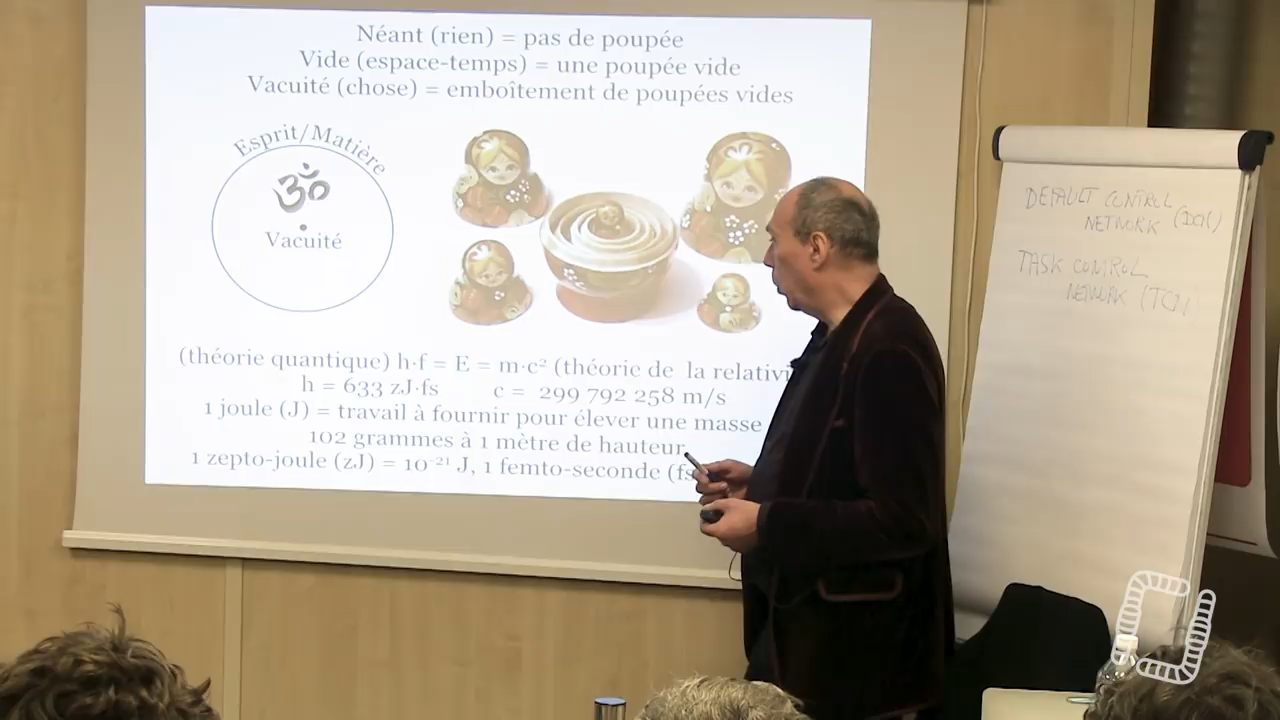 Néant (rien) = pas de poupée
Vide (espace-temps) = une poupée vide
Vacuité (chose) = emboîtement de poupées vides
Esprit/Matière
ॐ
Vacuité
(théorie quantique) h·f = E = m·c² (théorie de la relativi
h = 633 zJ·fs c = 299 792 258 m/s
1 joule (J) = travail à fournir pour élever une masse
102 grammes à 1 mètre de hauteur,
1 zepto-joule (zJ) = 10⁻²¹ J, 1 femto-seconde (fs
DEFAULT CONTROL
NETWORK (DCN)
TASK CONTROL
NETWORK (TCN)